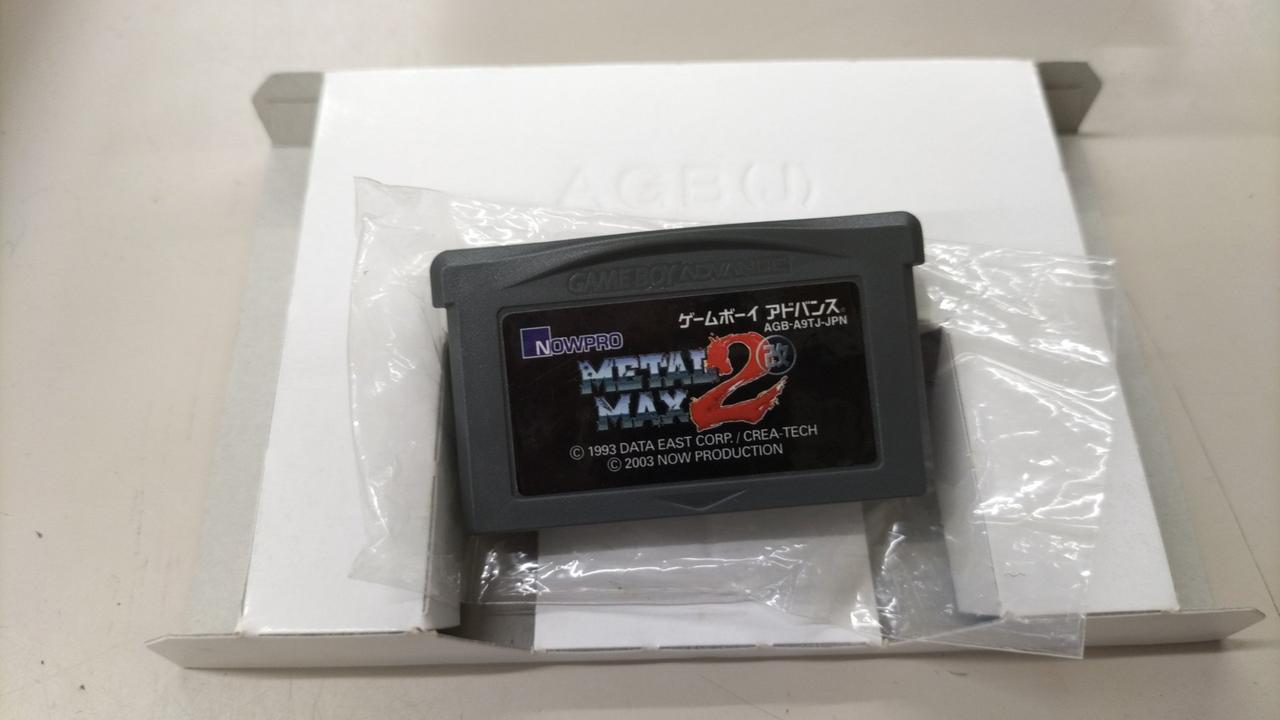 AGB(J)
GAME BOY ADVANCE
ゲームボーイ アドバンス
AGB-A9TJ-JPN
NOWPRO
METAL
MAX 2 改
© 1993 DATA EAST CORP. / CREA-TECH
© 2003 NOW PRODUCTION